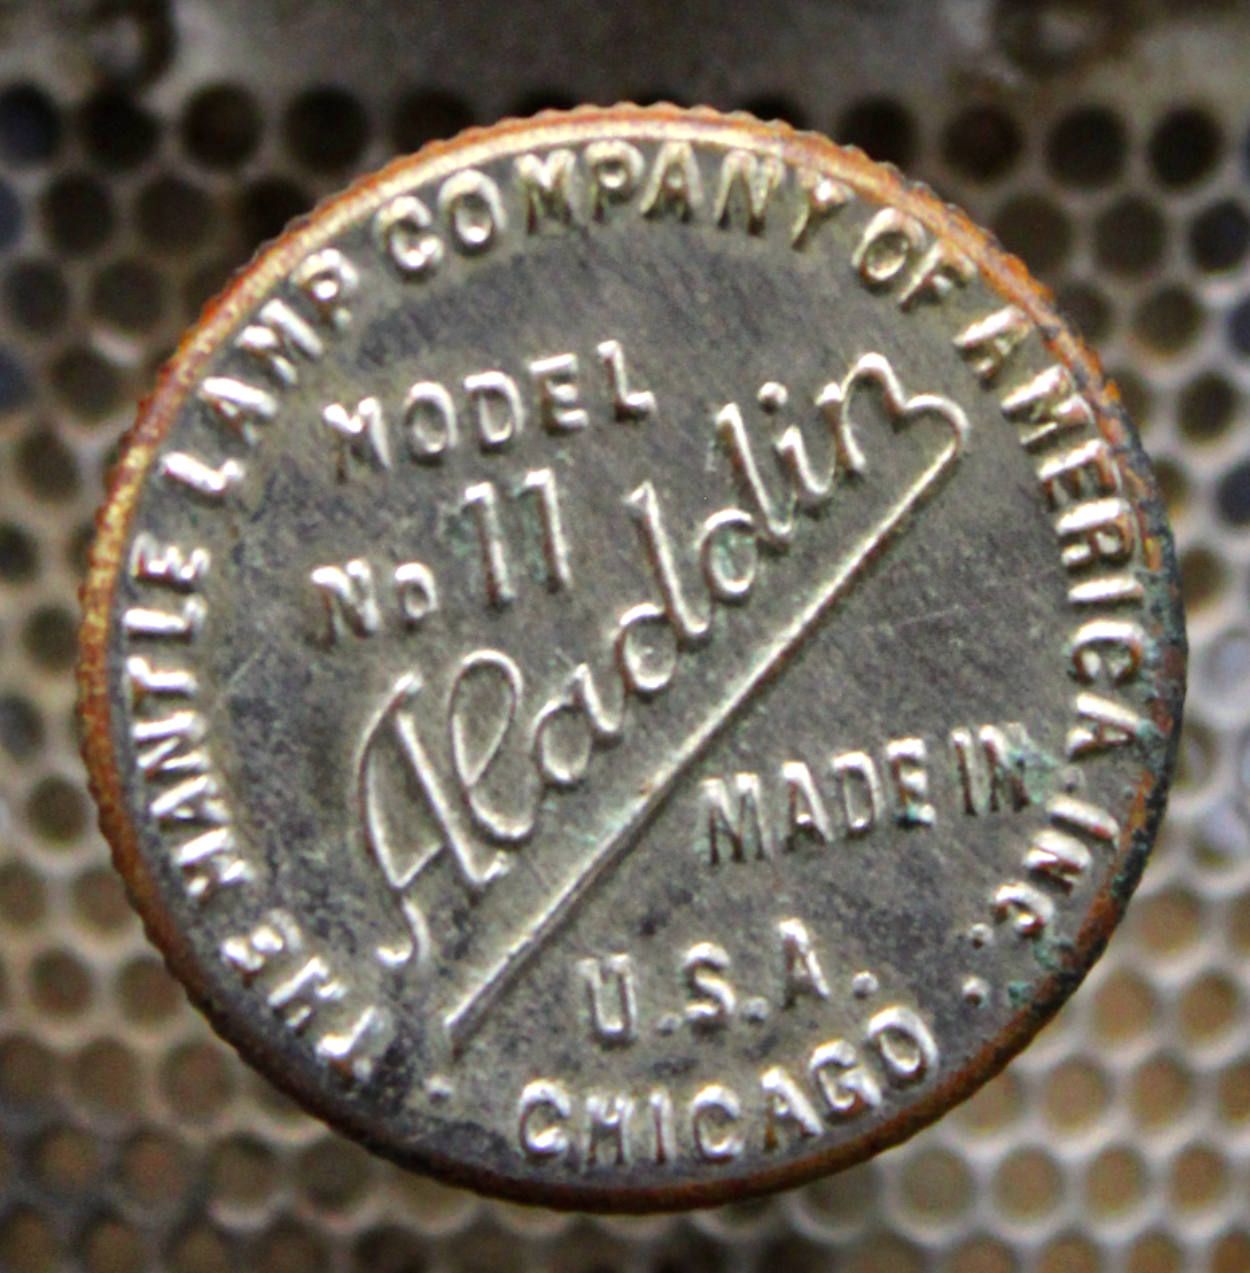 THE MANTLE LAMP COMPANY OF AMERICA, INC.,
MODEL
No 11
Aladdin
MADE IN
U.S.A.
CHICAGO